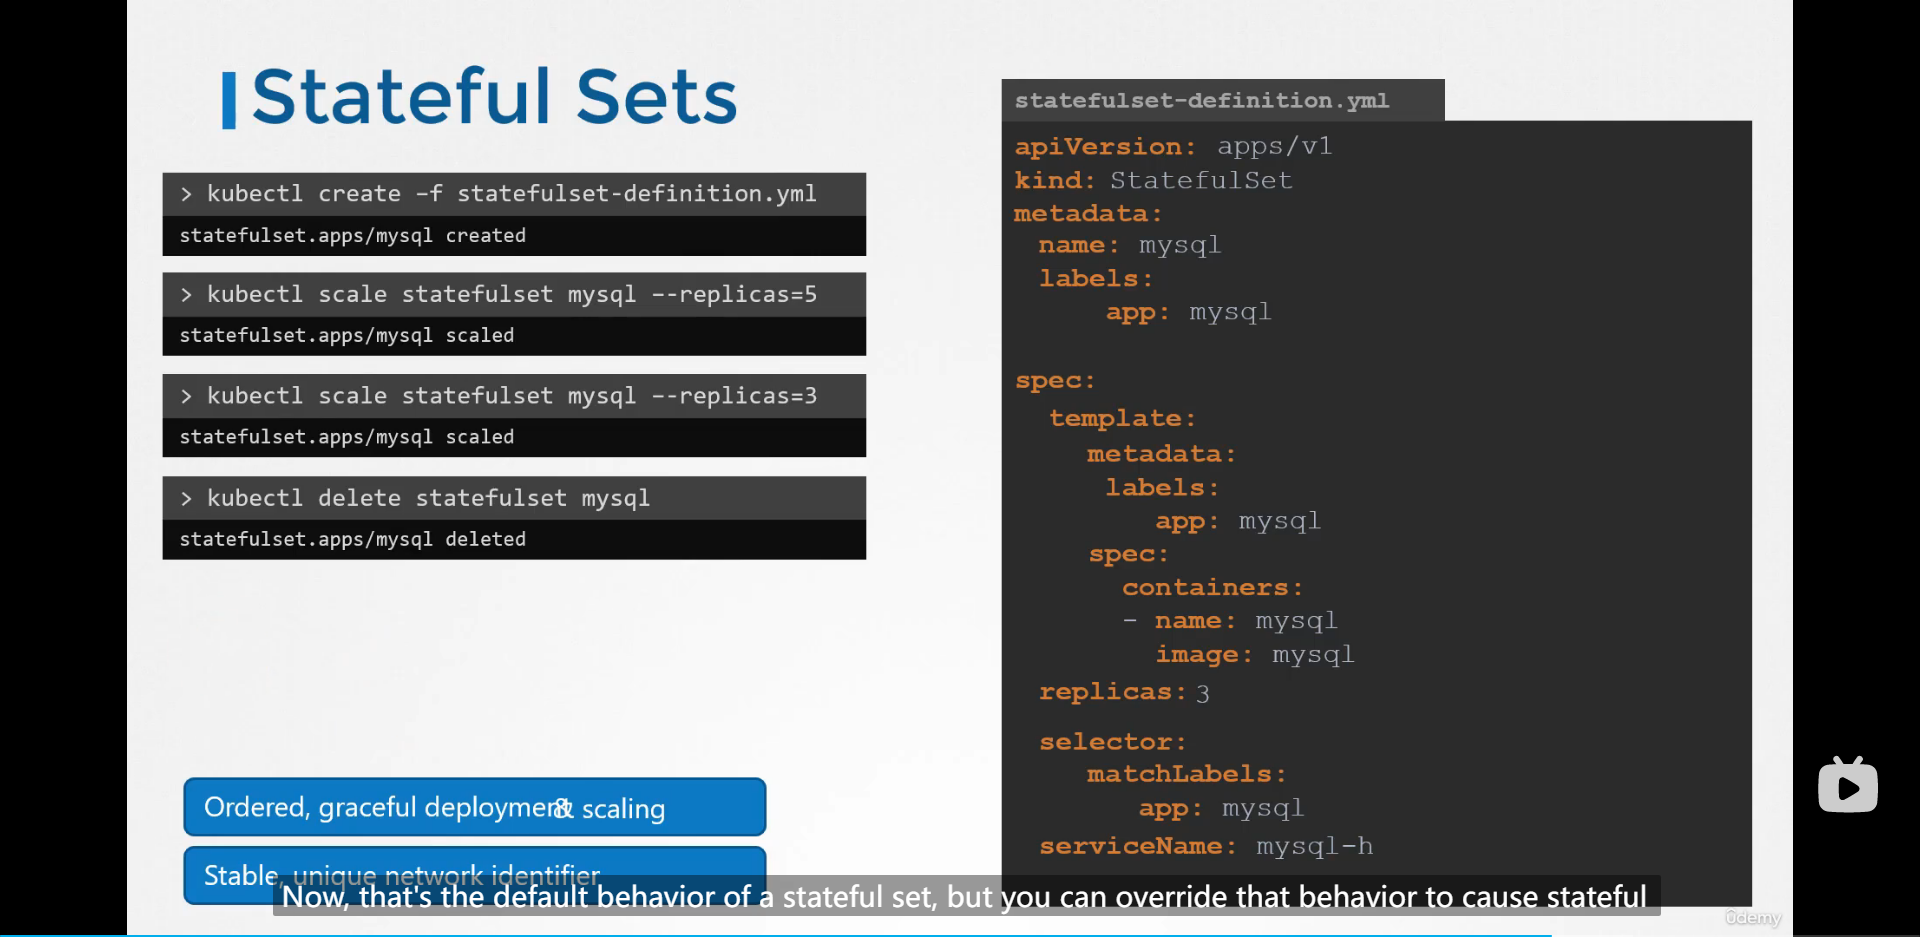 Stateful Sets
> kubectl create –f statefulset-definition.yml
statefulset.apps/mysql created
> kubectl scale statefulset mysql --replicas=5
statefulset.apps/mysql scaled
> kubectl scale statefulset mysql --replicas=3
statefulset.apps/mysql scaled
> kubectl delete statefulset mysql
statefulset.apps/mysql deleted
Ordered, graceful deployment & scaling
Stable, unique network identifier
statefulset-definition.yml
apiVersion: apps/v1
kind: StatefulSet
metadata:
name: mysql
labels:
app: mysql
spec:
template:
metadata:
labels:
app: mysql
spec:
containers:
- name: mysql
image: mysql
replicas: 3
selector:
matchLabels:
app: mysql
serviceName: mysql-h
Now, that's the default behavior of a stateful set, but you can override that behavior to cause stateful
ûdemy